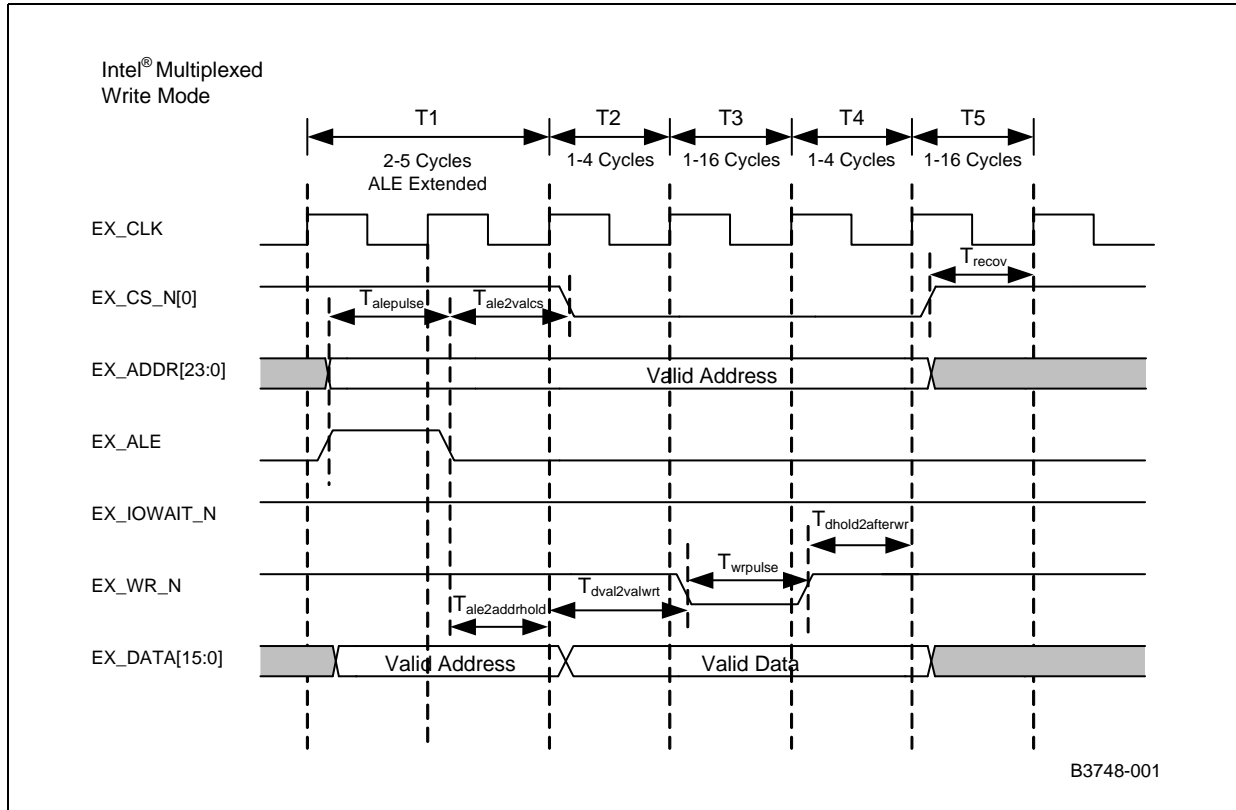 Intel® Multiplexed
Write Mode
T1 T2 T3 T4 T5
2-5 Cycles 1-4 Cycles 1-16 Cycles 1-4 Cycles 1-16 Cycles
ALE Extended
EX_CLK
Trecov
EX_CS_N[0]
Talepulse Tale2valcs
EX_ADDR[23:0]
Valid Address
EX_ALE
EX_IOWAIT_N
Tdhold2afterwr
EX_WR_N
Twrpulse
Tdval2valwrt
Tale2addrhold
EX_DATA[15:0]
Valid Address Valid Data
B3748-001